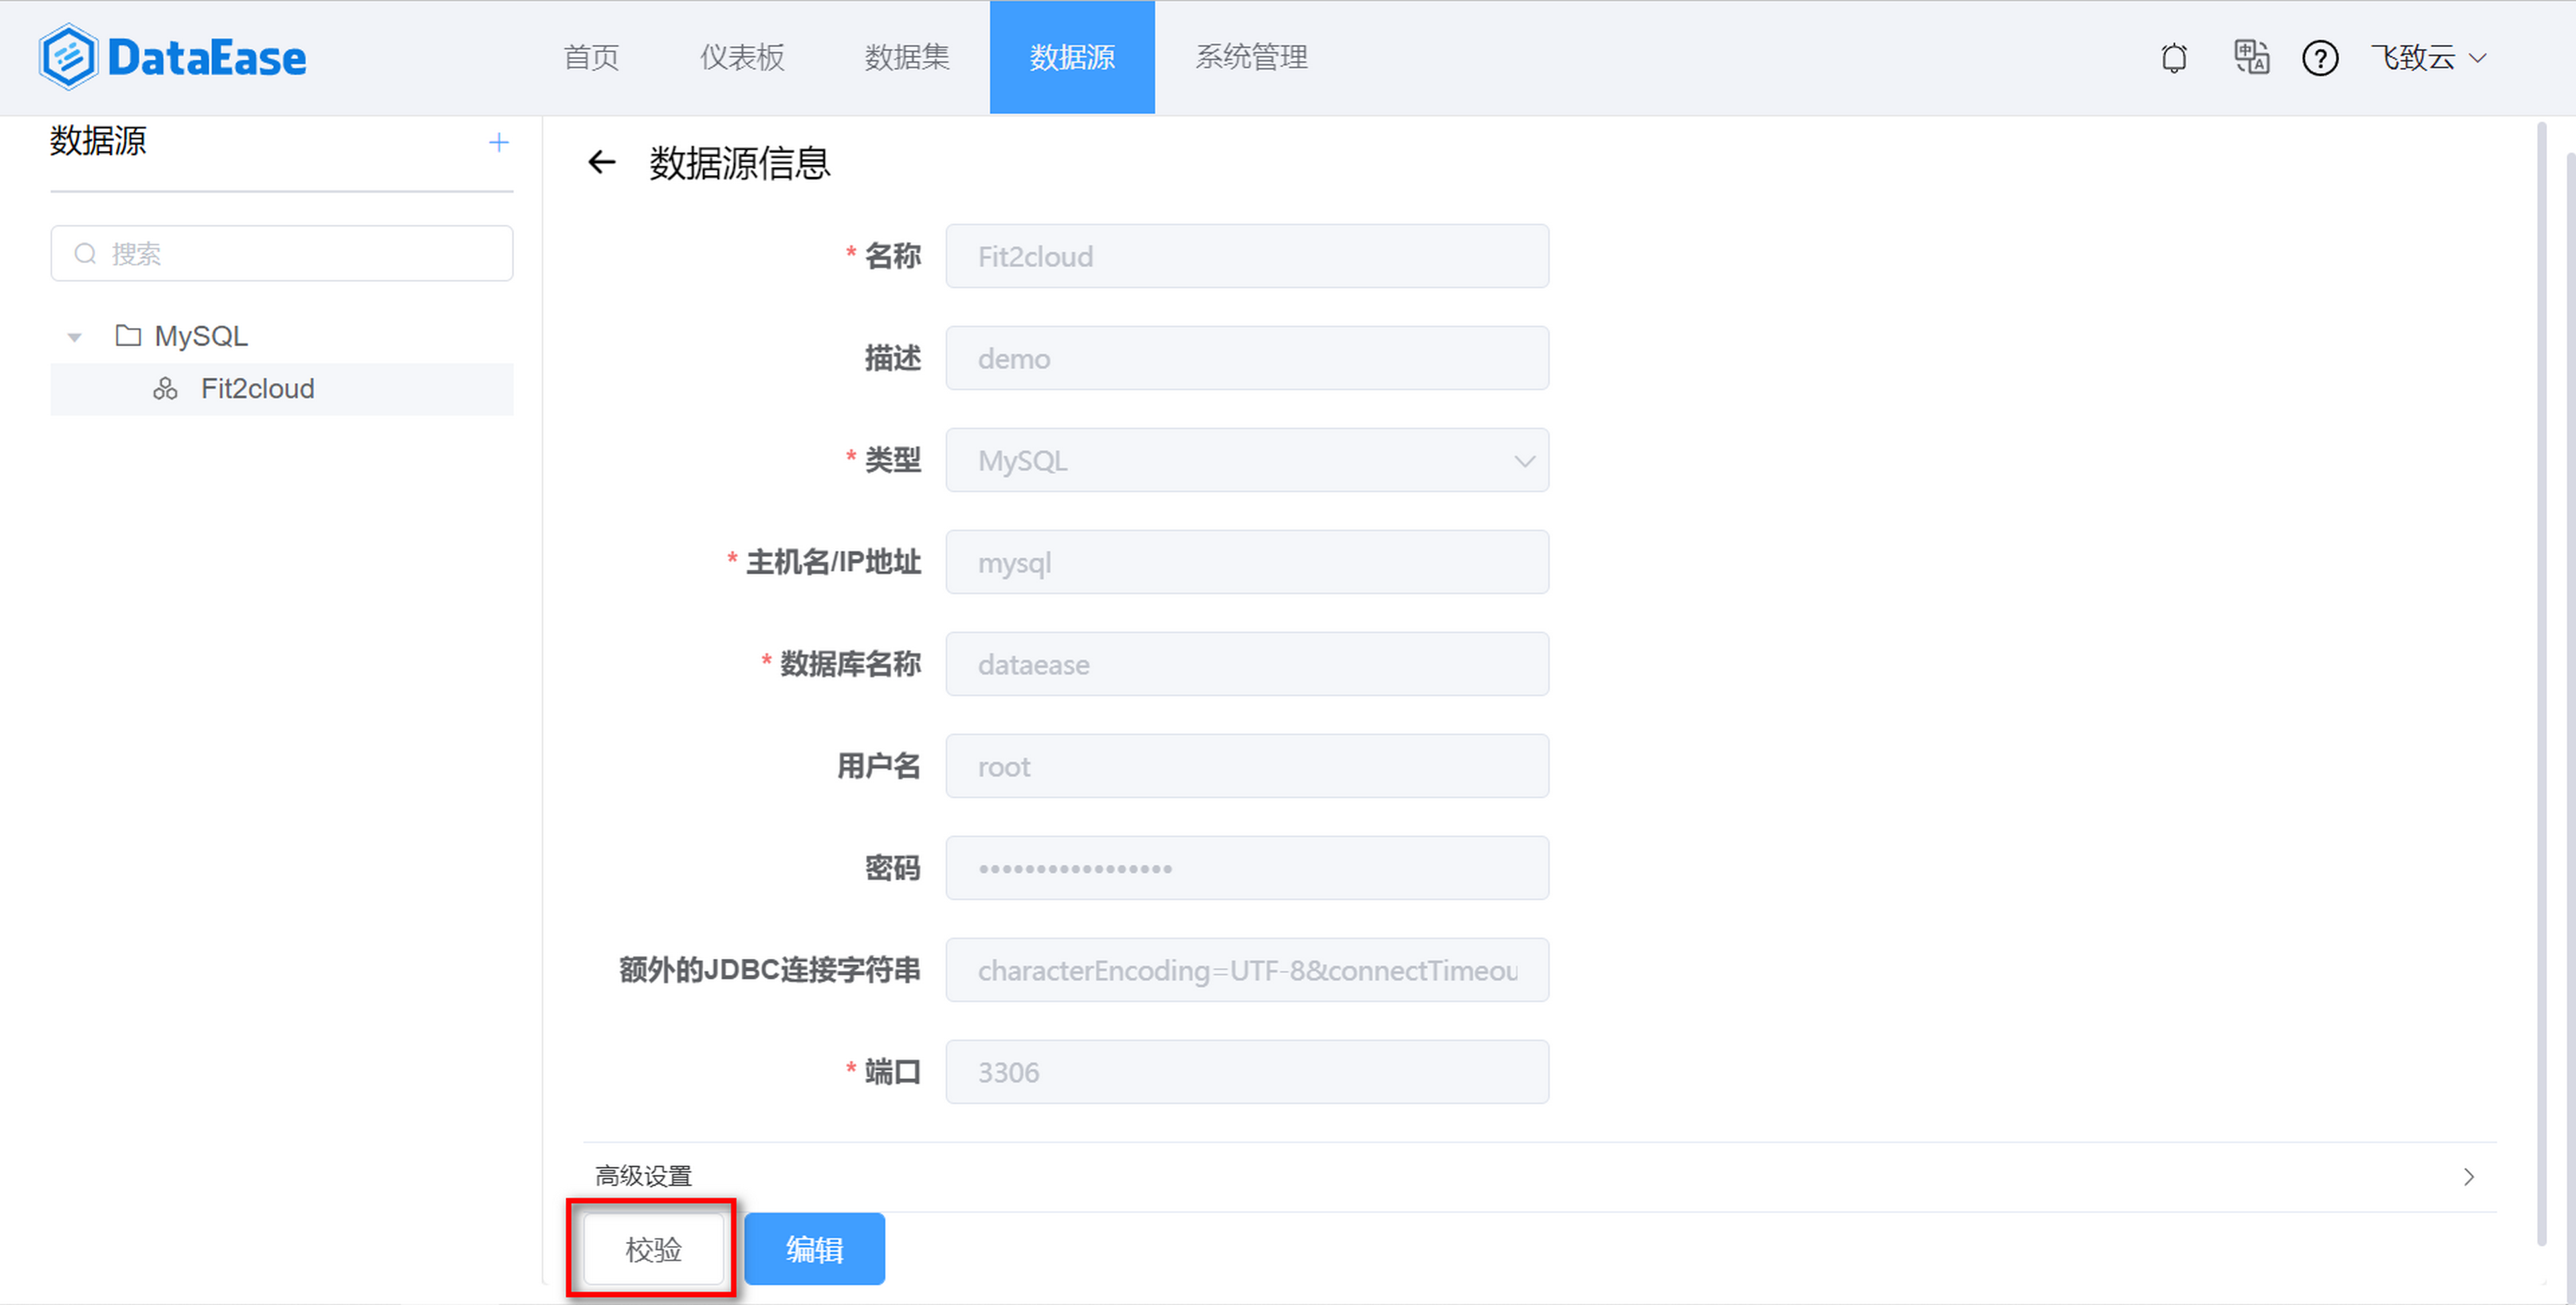 DataEase
首页 仪表板 数据集 数据源 系统管理 飞致云
数据源
搜索
MySQL
Fit2cloud
数据源信息
* 名称 Fit2cloud
描述 demo
* 类型 MySQL
* 主机名/IP地址 mysql
* 数据库名称 dataease
用户名 root
密码 •••••••••••••••••
额外的JDBC连接字符串 characterEncoding=UTF-8&connectTimeou
* 端口 3306
高级设置
校验 编辑